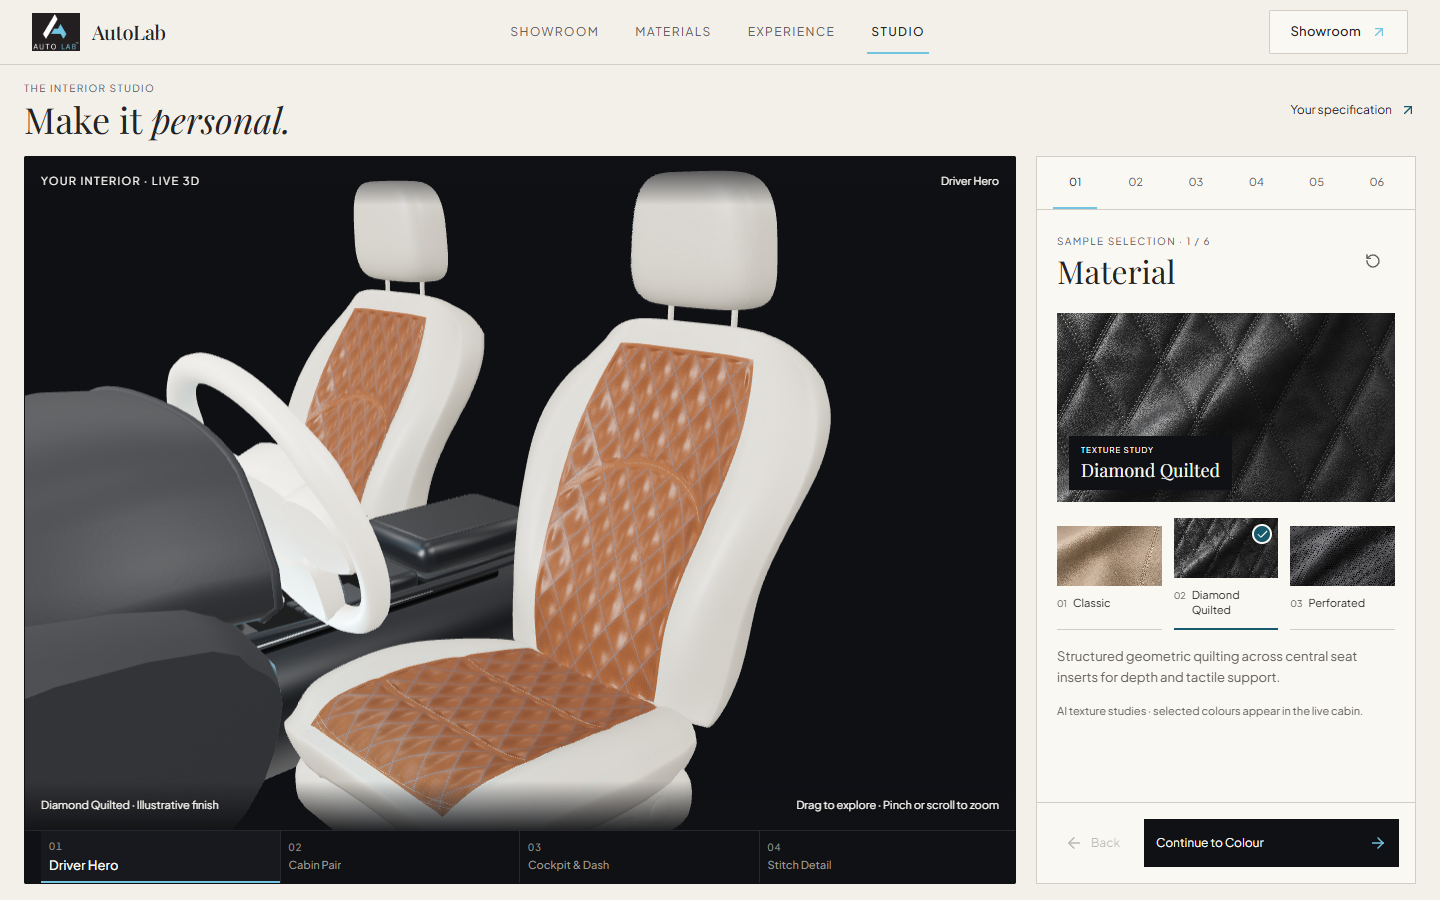 AUTO LAB
AutoLab
SHOWROOM
MATERIALS
EXPERIENCE
STUDIO
Showroom
THE INTERIOR STUDIO
Make it personal.
Your specification
YOUR INTERIOR · LIVE 3D
Driver Hero
Diamond Quilted · Illustrative finish
Drag to explore · Pinch or scroll to zoom
01
Driver Hero
02
Cabin Pair
03
Cockpit & Dash
04
Stitch Detail
01
02
03
04
05
06
SAMPLE SELECTION · 1 / 6
Material
TEXTURE STUDY
Diamond Quilted
01 Classic
02 Diamond
Quilted
03 Perforated
Structured geometric quilting across central seat
inserts for depth and tactile support.
AI texture studies · selected colours appear in the live cabin.
Back
Continue to Colour